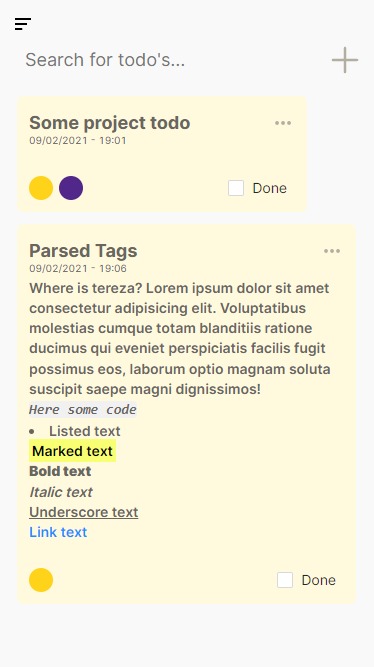 Search for todo's...
Some project todo
09/02/2021 - 19:01
Done
Parsed Tags
09/02/2021 - 19:06
Where is tereza? Lorem ipsum dolor sit amet
consectetur adipisicing elit. Voluptatibus
molestias cumque totam blanditiis ratione
ducimus qui eveniet perspiciatis facilis fugit
possimus eos, laborum optio magnam soluta
suscipit saepe magni dignissimos!
Here some code
• Listed text
Marked text
Bold text
Italic text
Underscore text
Link text
Done